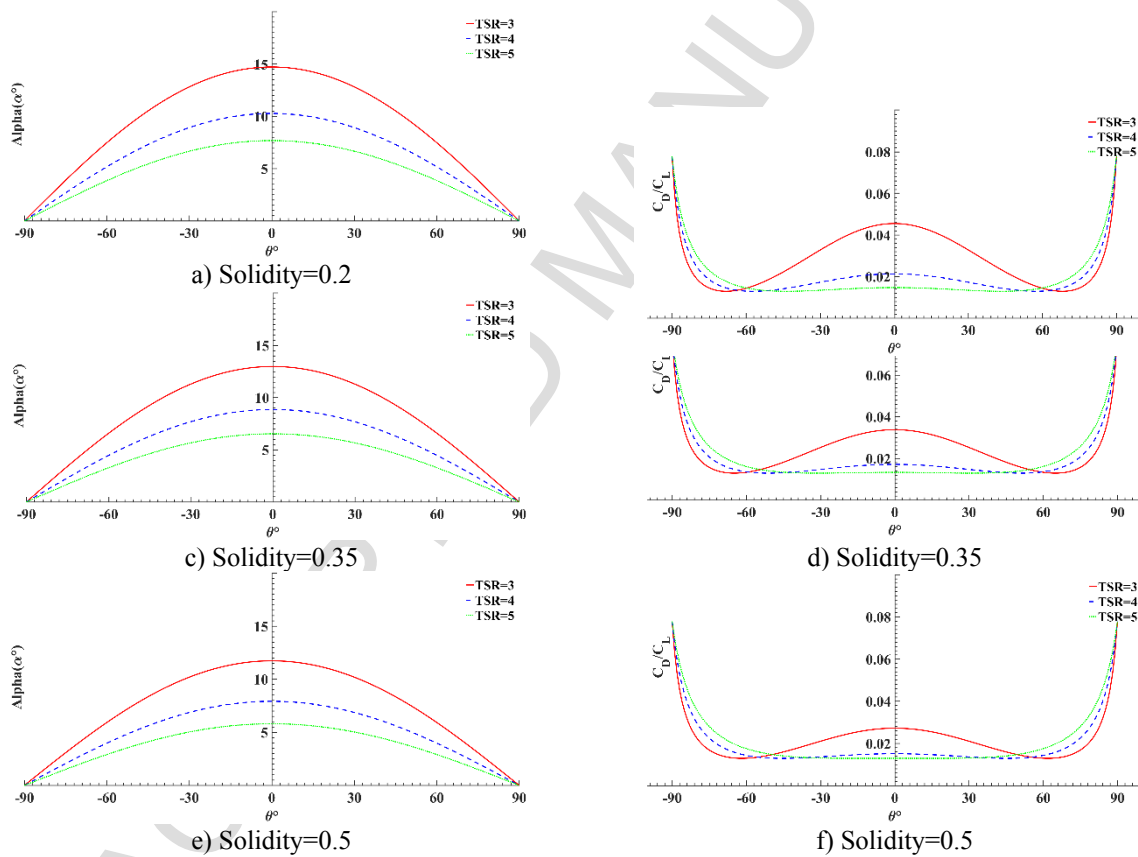 TSR=3
TSR=4
TSR=5
Alpha(α°)
15
10
5
-90 -60 -30 0 30 60 90
θ°
a) Solidity=0.2
TSR=3
TSR=4
TSR=5
C_D/C_L
0.08
0.06
0.04
0.02
-90 -60 -30 0 30 60 90
θ°
TSR=3
TSR=4
TSR=5
Alpha(α°)
15
10
5
-90 -60 -30 0 30 60 90
θ°
c) Solidity=0.35
C_D/C_L
0.06
0.04
0.02
-90 -60 -30 0 30 60 90
θ°
d) Solidity=0.35
TSR=3
TSR=4
TSR=5
Alpha(α°)
15
10
5
-90 -60 -30 0 30 60 90
θ°
e) Solidity=0.5
TSR=3
TSR=4
TSR=5
C_D/C_L
0.08
0.06
0.04
0.02
-90 -60 -30 0 30 60 90
θ°
f) Solidity=0.5